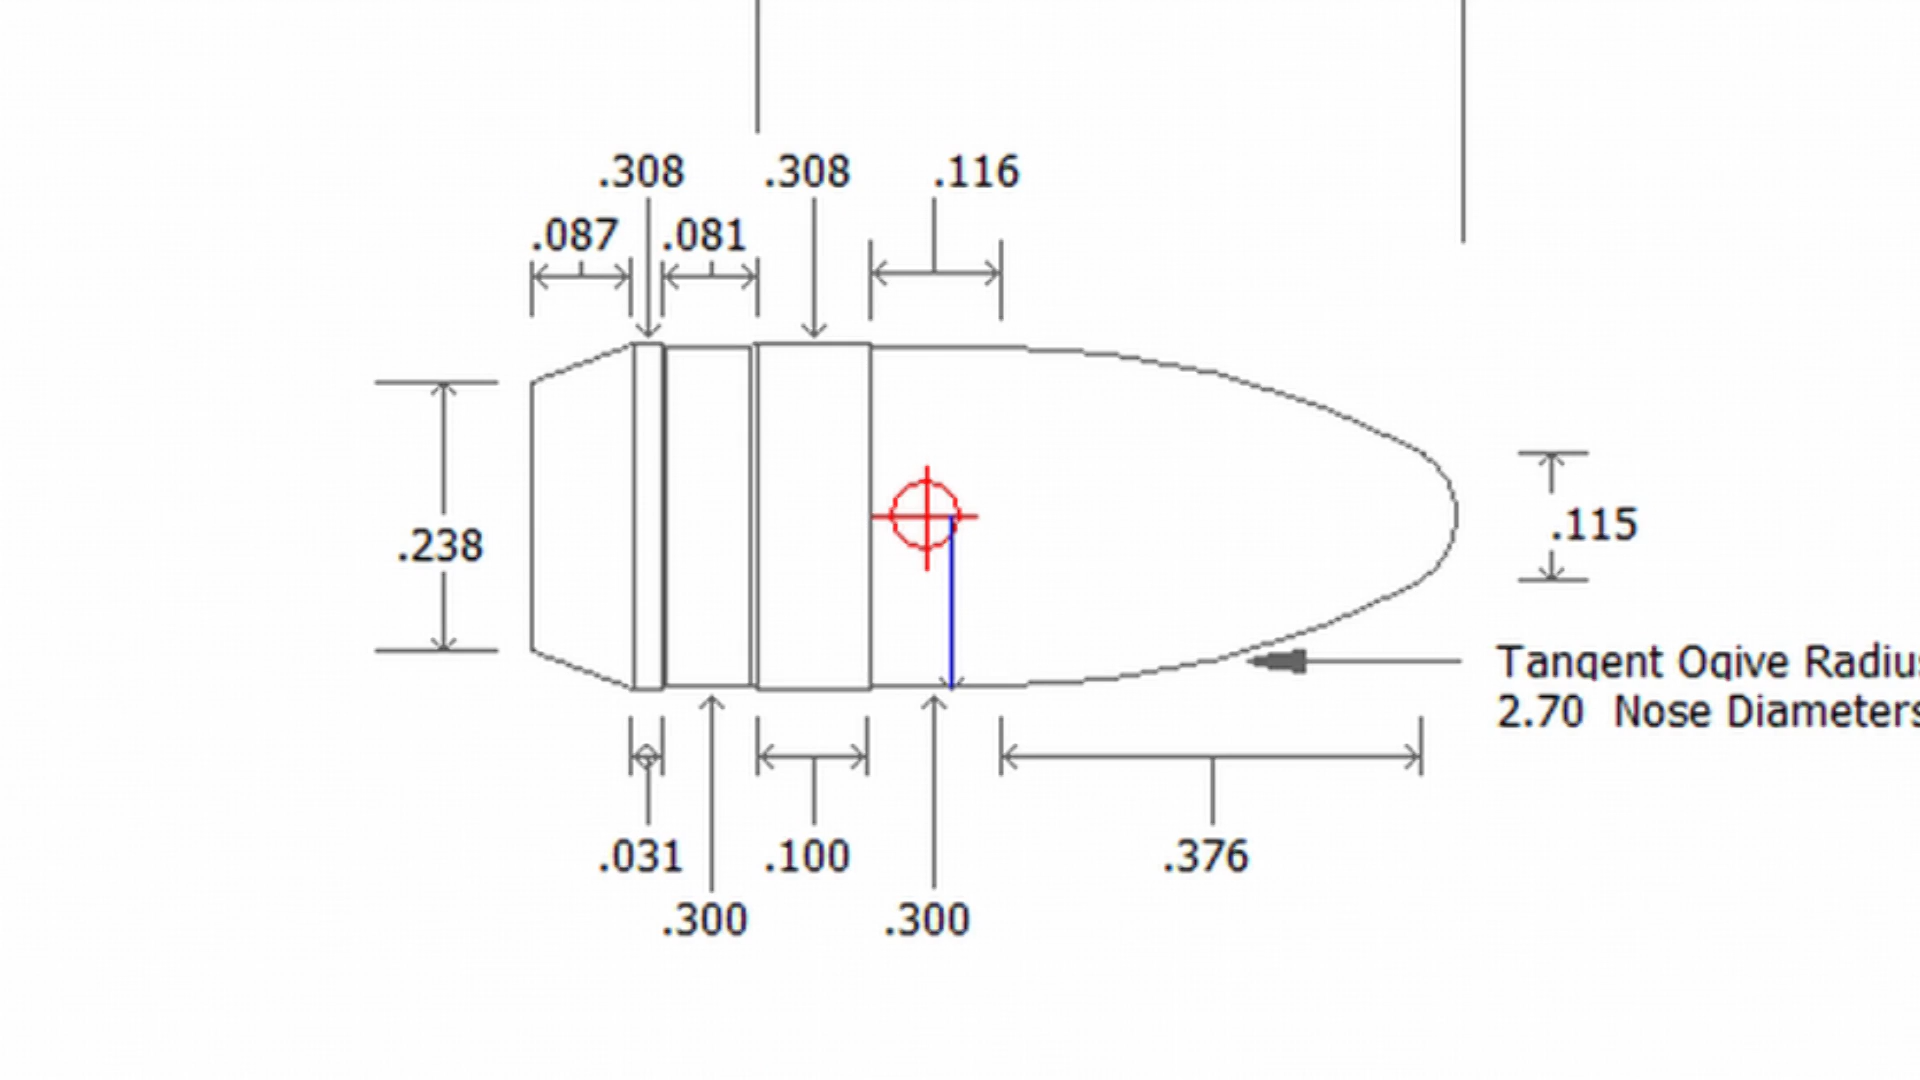 .308 .308 .116
.087 .081
.238
.115
Tangent Ogive Radius
2.70 Nose Diameters
.031 .100 .376
.300 .300